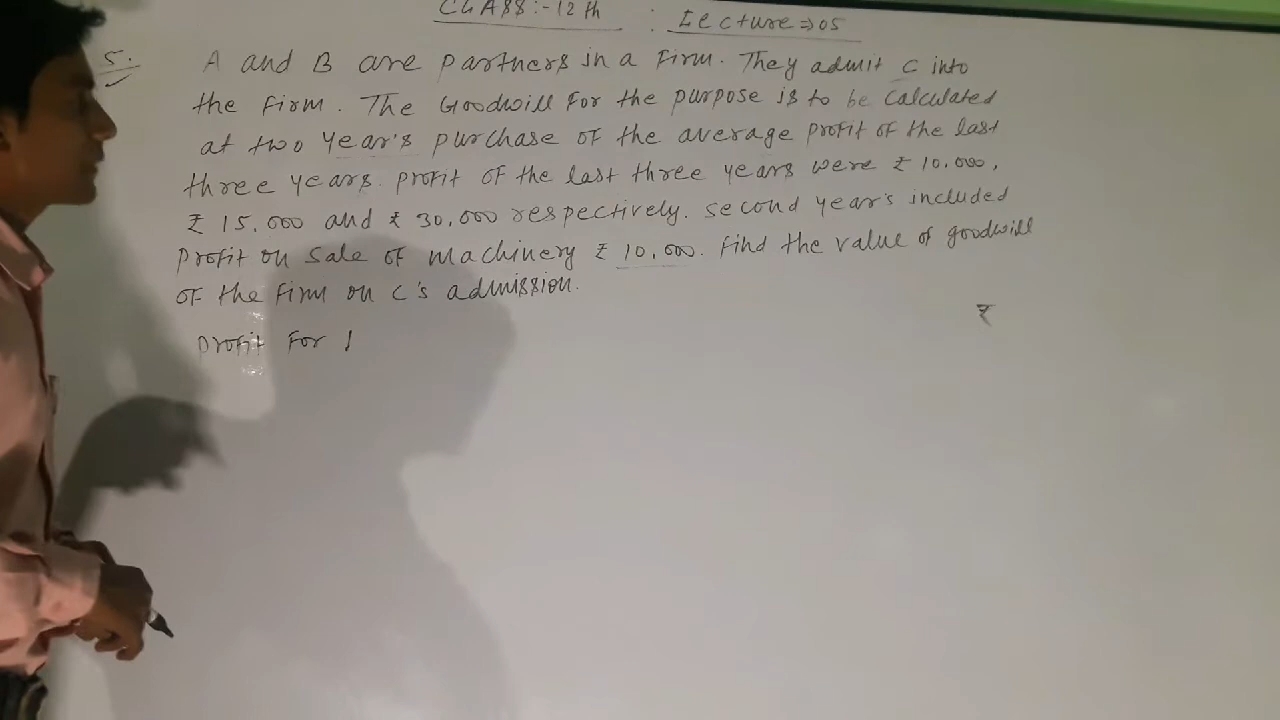 CLASS:-12th : Lecture⇒05
5. A and B are partners in a Firm. They admit C into
the Firm. The Goodwill For the purpose is to be calculated
at two Year's purchase of the average profit of the last
three years. profit of the last three years were ₹ 10,000,
₹ 15,000 and ₹ 30,000 respectively. Second year's included
profit on sale of machinery ₹ 10,000. Find the value of goodwill
of the Firm on C's admission.
₹
profit For